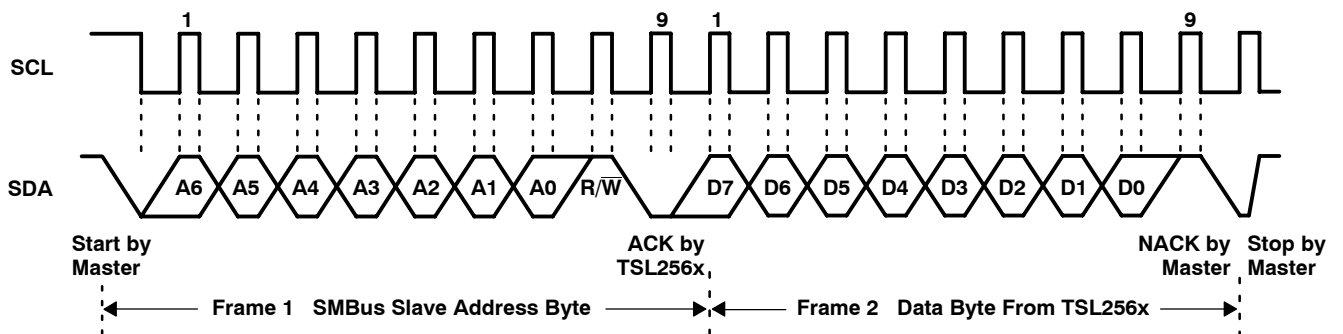 1 9 1 9
SCL
SDA A6 A5 A4 A3 A2 A1 A0 R/W̅ D7 D6 D5 D4 D3 D2 D1 D0
Start by Master
ACK by TSL256x
NACK by Master
Stop by Master
Frame 1 SMBus Slave Address Byte
Frame 2 Data Byte From TSL256x